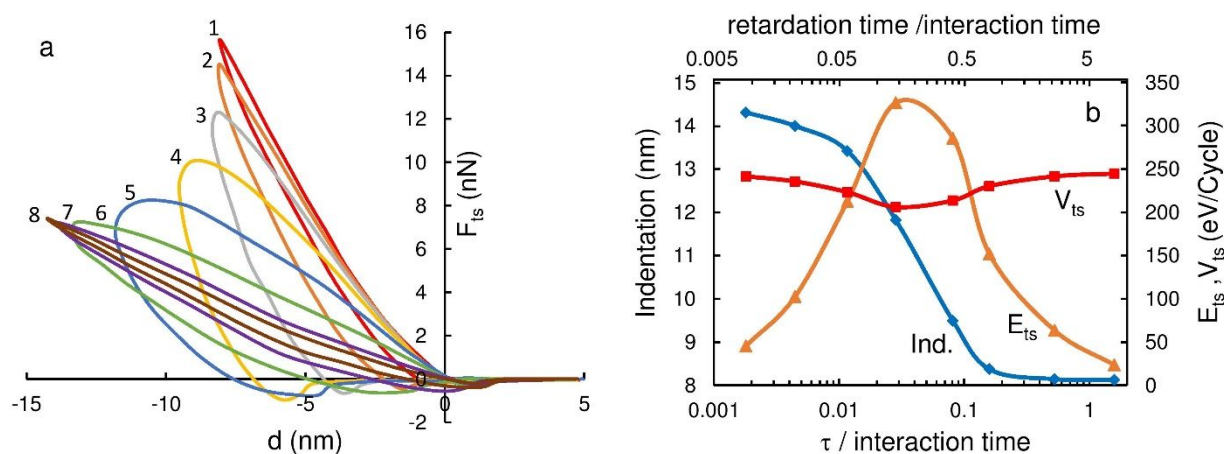 a
1
2
3
4
5
6
7
8
16
14
12
10
8
6
4
2
0
-2
F_ts (nN)
-15 -10 -5 0 5
d (nm)
retardation time /interaction time
0.005 0.05 0.5 5
15
14
13
12
11
10
9
8
Indentation (nm)
b
V_ts
E_ts
Ind.
350
300
250
200
150
100
50
0
E_ts , V_ts (eV/Cycle)
0.001 0.01 0.1 1
τ / interaction time